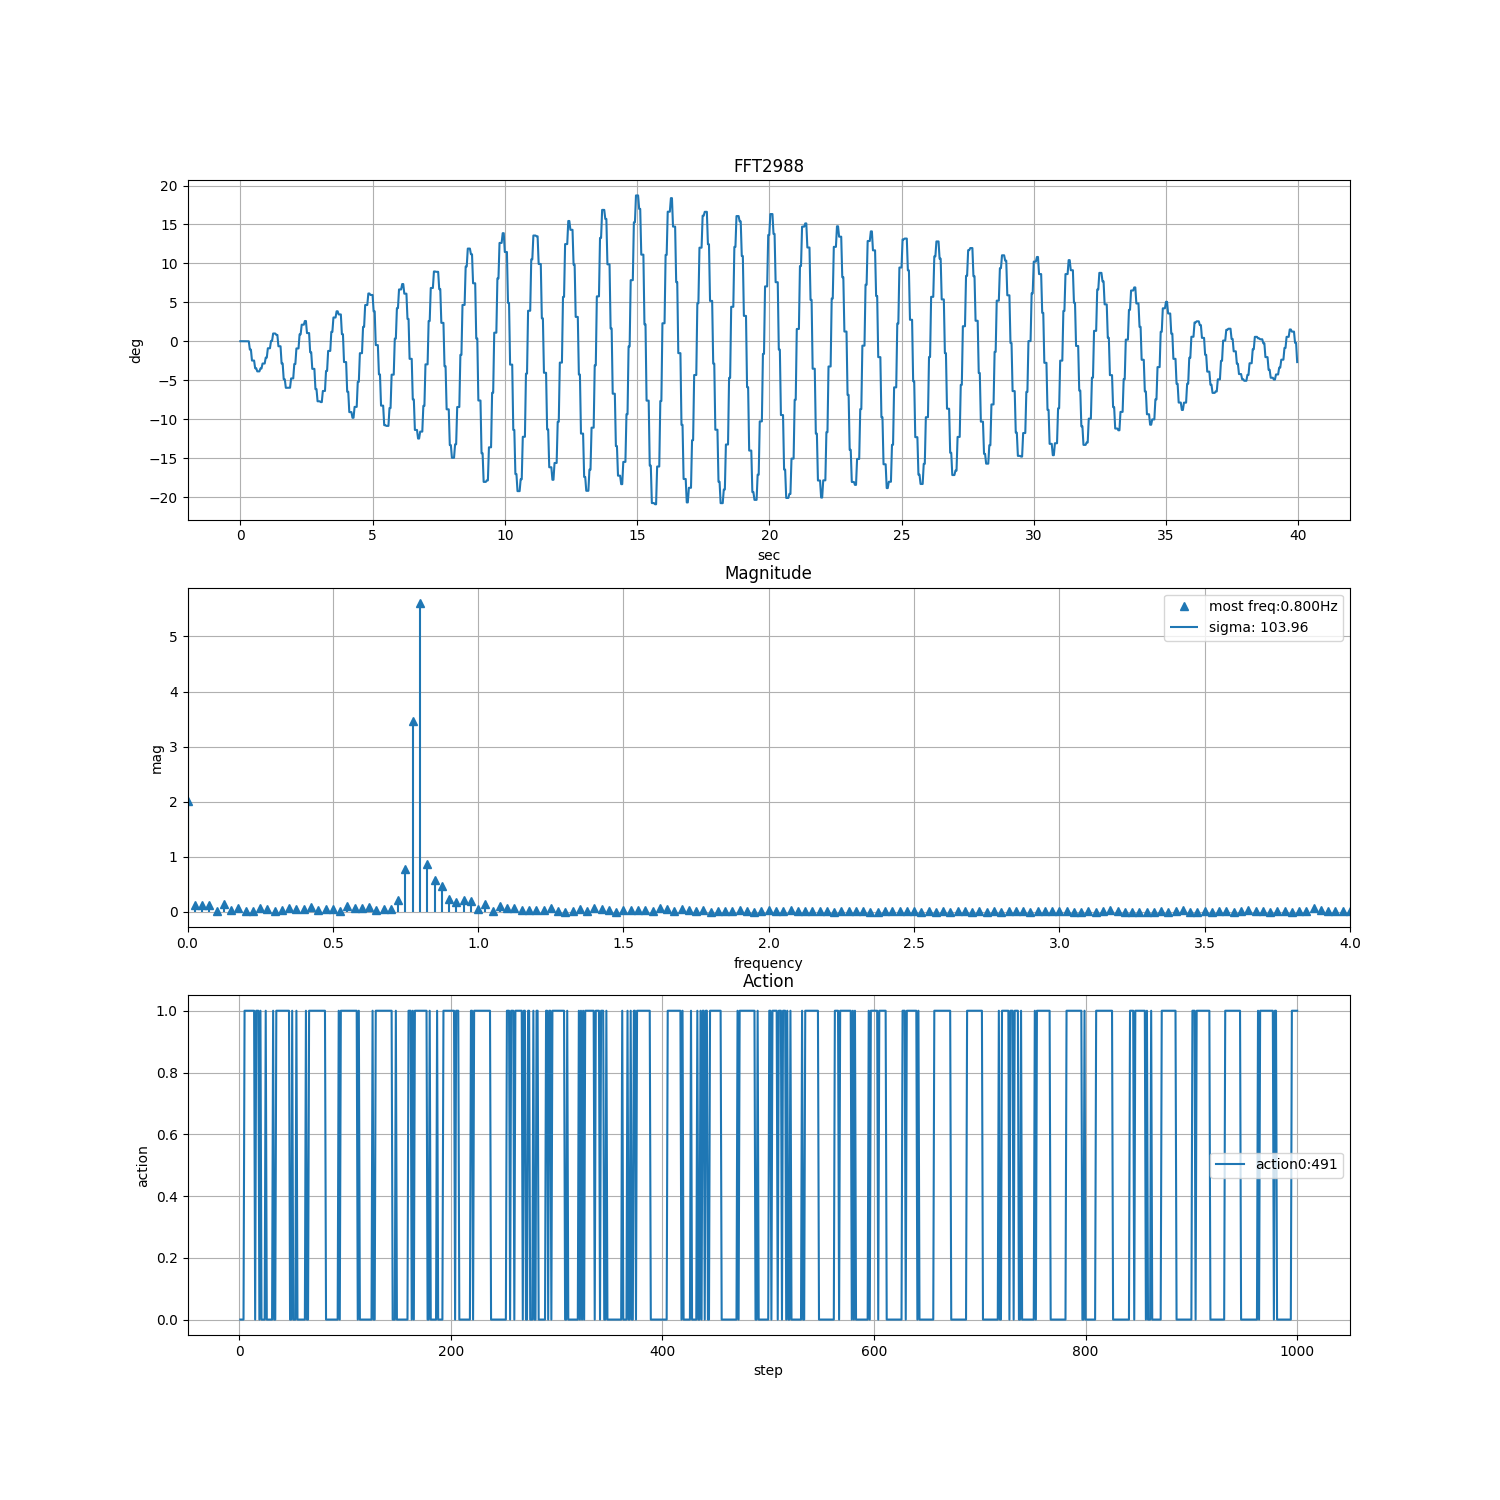 FFT2988
20
15
10
5
0
−5
−10
−15
−20
deg
0 5 10 15 20 25 30 35 40
sec
Magnitude
most freq:0.800Hz
sigma: 103.96
5
4
3
2
1
0
mag
0.0 0.5 1.0 1.5 2.0 2.5 3.0 3.5 4.0
frequency
Action
1.0
0.8
0.6
0.4
0.2
0.0
action
action0:491
0 200 400 600 800 1000
step